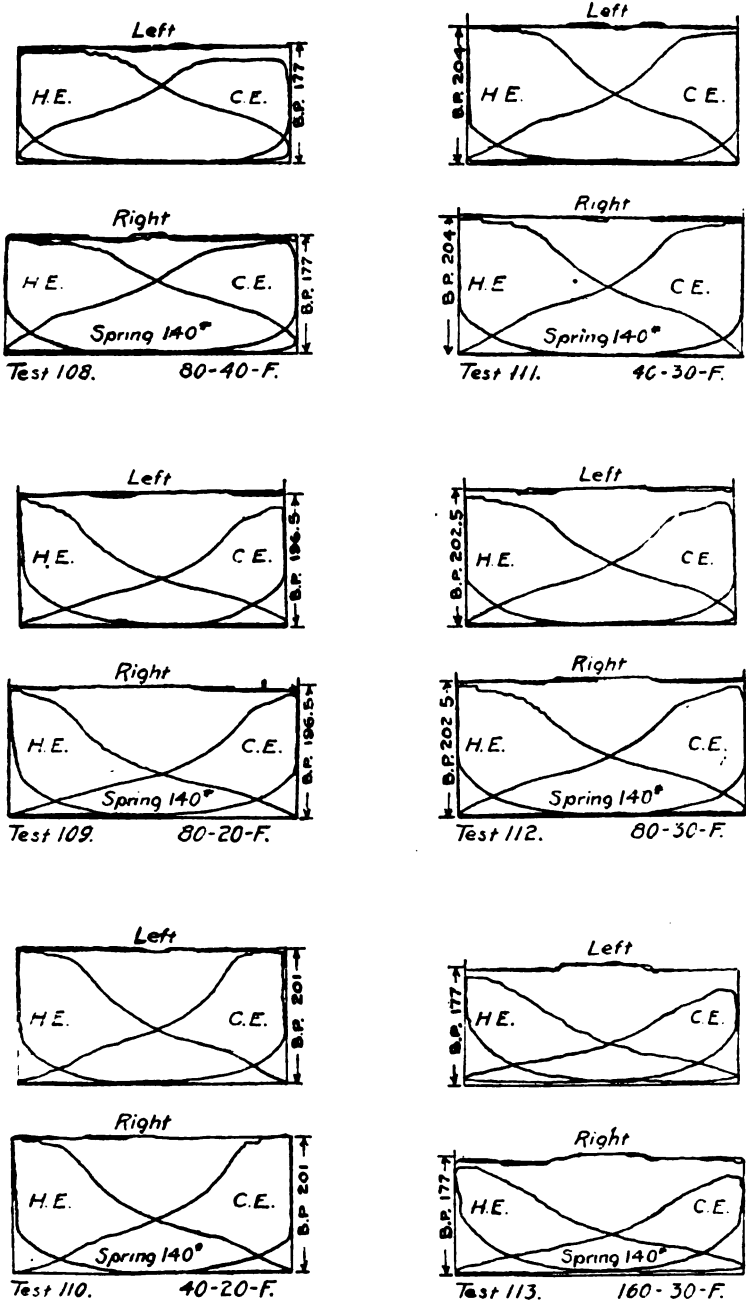 Left
H.E. C.E. B.P. 177
Right
H.E. C.E. B.P. 177
Spring 140#
Test 108. 80-40-F.
Left
B.P. 204 H.E. C.E.
Right
B.P. 204 H.E C.E.
Spring 140#
Test 111. 40-30-F.
Left
H.E. C.E. B.P. 196.5
Right
H.E. C.E. B.P. 196.5
Spring 140#
Test 109. 80-20-F.
Left
B.P. 202.5 H.E. C.E.
Right
B.P. 202 5 H.E. C.E.
Spring 140#
Test 112. 80-30-F.
Left
H.E. C.E. B.P. 201
Right
H.E. C.E. B.P. 201
Spring 140#
Test 110. 40-20-F.
Left
B.P. 177 H.E. C.E.
Right
B.P. 177 H.E. C.E.
Spring 140#
Test 113. 160-30-F.